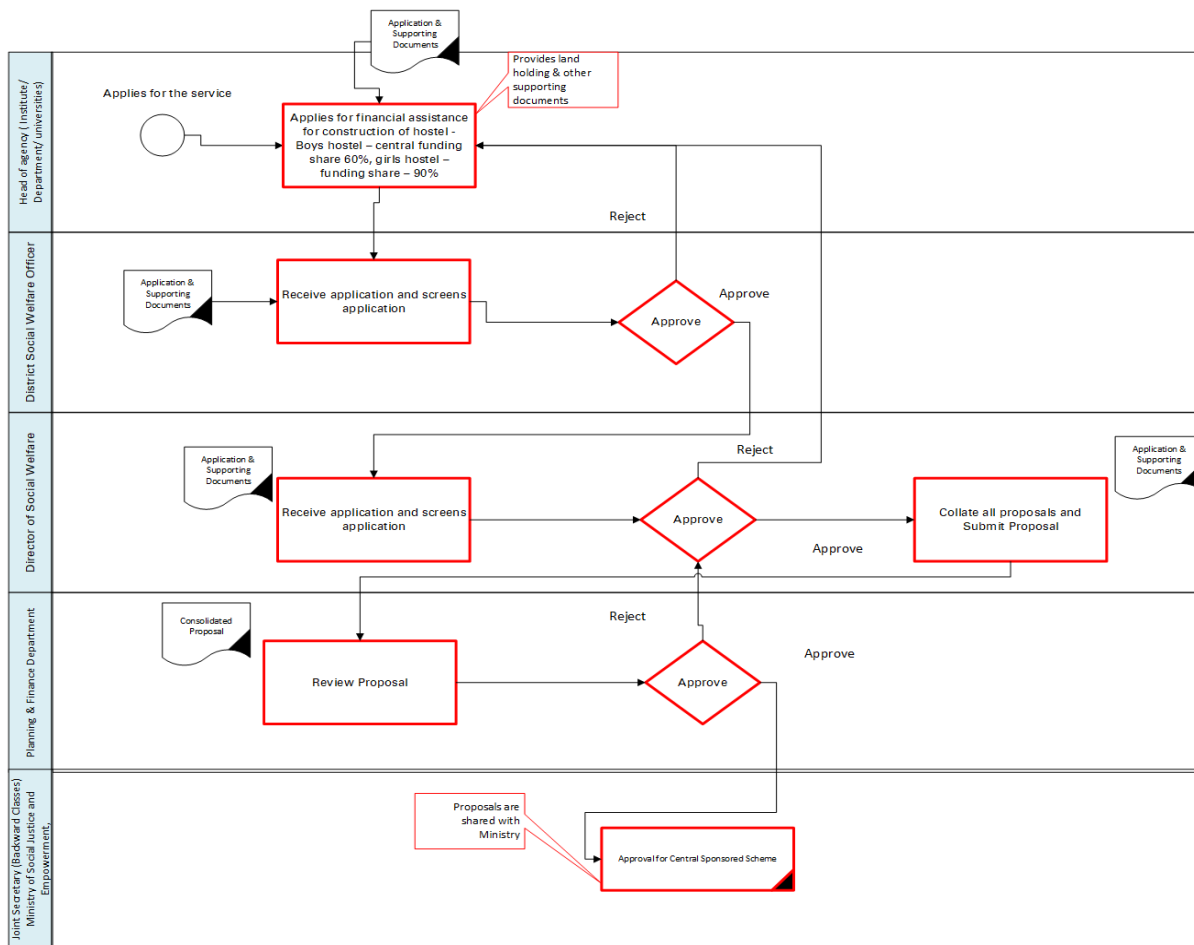 Application &
Supporting
Documents
Head of agency ( Institute/
Department/ universities)
Applies for the service
Provides land
holding & other
supporting
documents
Applies for financial assistance
for construction of hostel -
Boys hostel – central funding
share 60%, girls hostel –
funding share – 90%
Reject
District Social Welfare Officer
Application &
Supporting
Documents
Receive application and screens
application
Approve
Approve
Director of Social Welfare
Application &
Supporting
Documents
Receive application and screens
application
Approve
Reject
Approve
Collate all proposals and
Submit Proposal
Application &
Supporting
Documents
Planning & Finance Department
Consolidated
Proposal
Review Proposal
Reject
Approve
Approve
Joint Secretary (Backward Classes)
Ministry of Social Justice and
Empowerment,
Proposals are
shared with
Ministry
Approval for Central Sponsored Scheme